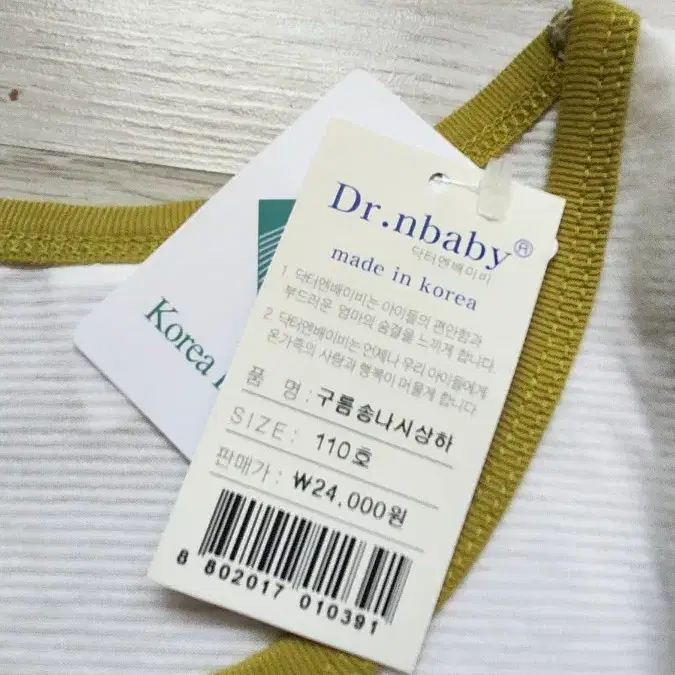 Dr.nbaby®
닥터엔베이비
made in korea
1. 닥터엔베이비는 아이들의 편안함과
부드러운 엄마의 숨결을 느끼게 합니다.
2. 닥터엔베이비는 언제나 우리 아이들에게
온가족의 사랑과 행복이 머물게 합니다.
품 명 : 구름송나시상하
SIZE: 110호
판매가 : ₩24,000원
8 802017 010391
Korea